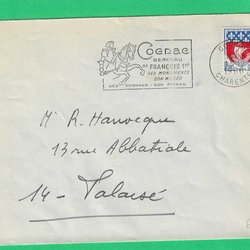 Cognac
BERCEAU
DE FRANÇOIS 1er
SES MONUMENTS
SON MUSÉE
SES COGNACS - SON PINEAU
CHARENTE
Mr R. Hanocque
13 rue Abbatiale
14 - Falaise